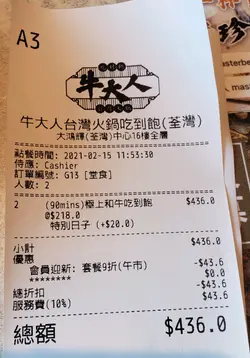 A3
牛大人
牛大人台灣火鍋吃到飽(荃灣)
大鴻輝(荃灣)中心16樓全層
點餐時間: 2021-02-15 11:53:30
侍應: Cashier
訂單編號: G13 [堂食]
人數: 2
2 (90mins)極上和牛吃到飽 $436.0
@$218.0
特別日子 (+$20.0)
小計 $436.0
優惠
會員迎新: 套餐9折(午市) -$43.6
******** $0.0
總折扣 -$43.6
服務費(10%) $43.6
總額 $436.0